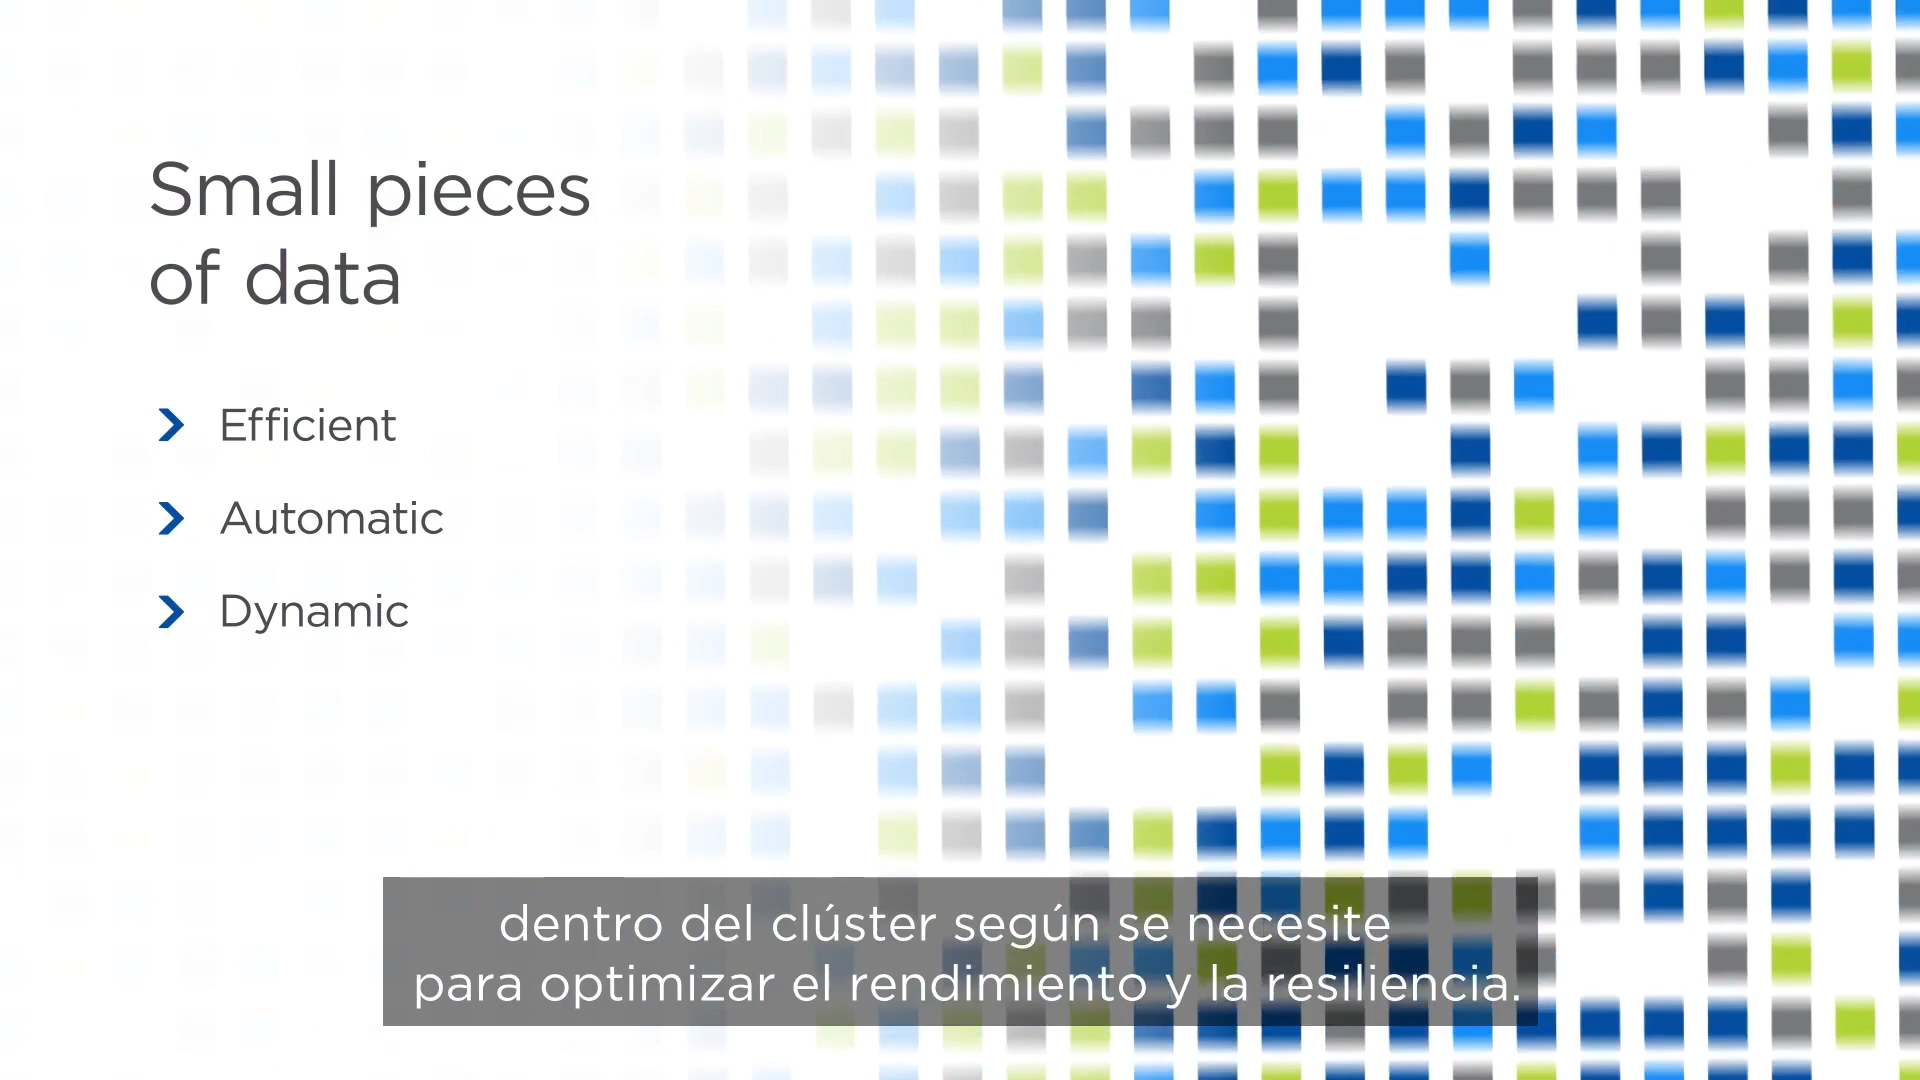 Small pieces
of data
Efficient
Automatic
Dynamic
dentro del clúster según se necesite
para optimizar el rendimiento y la resiliencia.